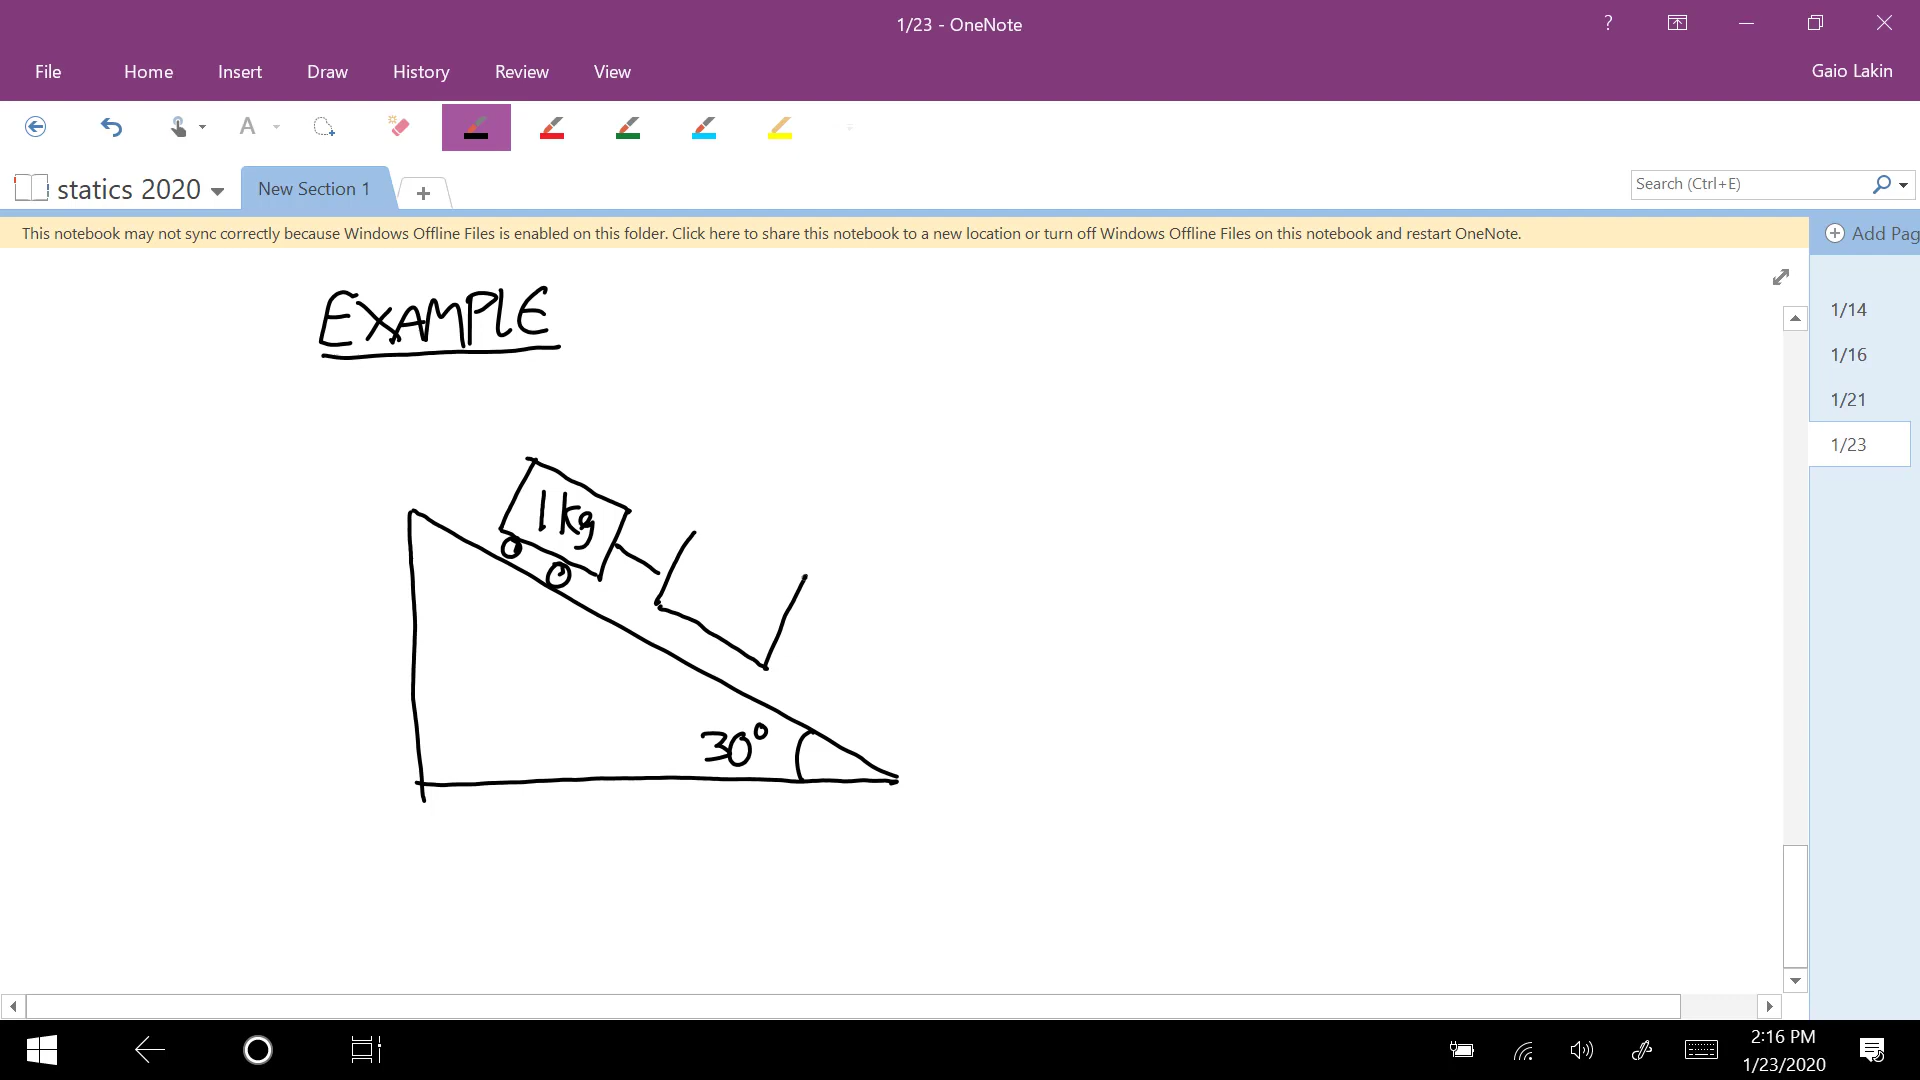 1/23 - OneNote
?
File Home Insert Draw History Review View
Gaio Lakin
A
statics 2020
New Section 1
+
Search (Ctrl+E)
This notebook may not sync correctly because Windows Offline Files is enabled on this folder. Click here to share this notebook to a new location or turn off Windows Offline Files on this notebook and restart OneNote.
Add Pag
EXAMPLE
1/14
1/16
1/21
1/23
1kg
30°
2:16 PM
1/23/2020